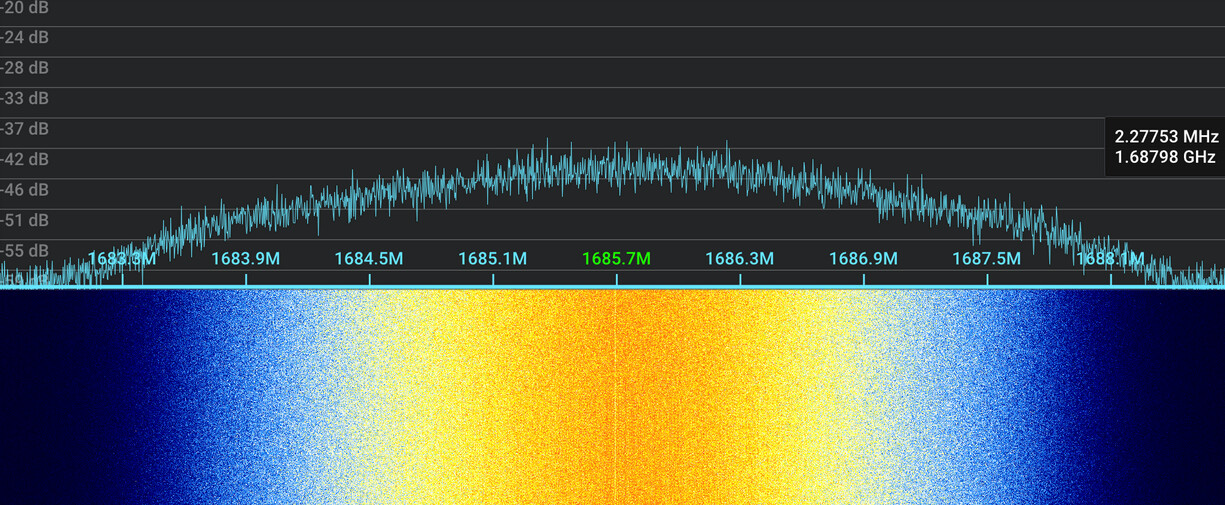 -20 dB
-24 dB
-28 dB
-33 dB
-37 dB
2.27753 MHz
1.68798 GHz
-42 dB
-46 dB
-51 dB
-55 dB
1683.3M 1683.9M 1684.5M 1685.1M 1685.7M 1686.3M 1686.9M 1687.5M 1688.1M